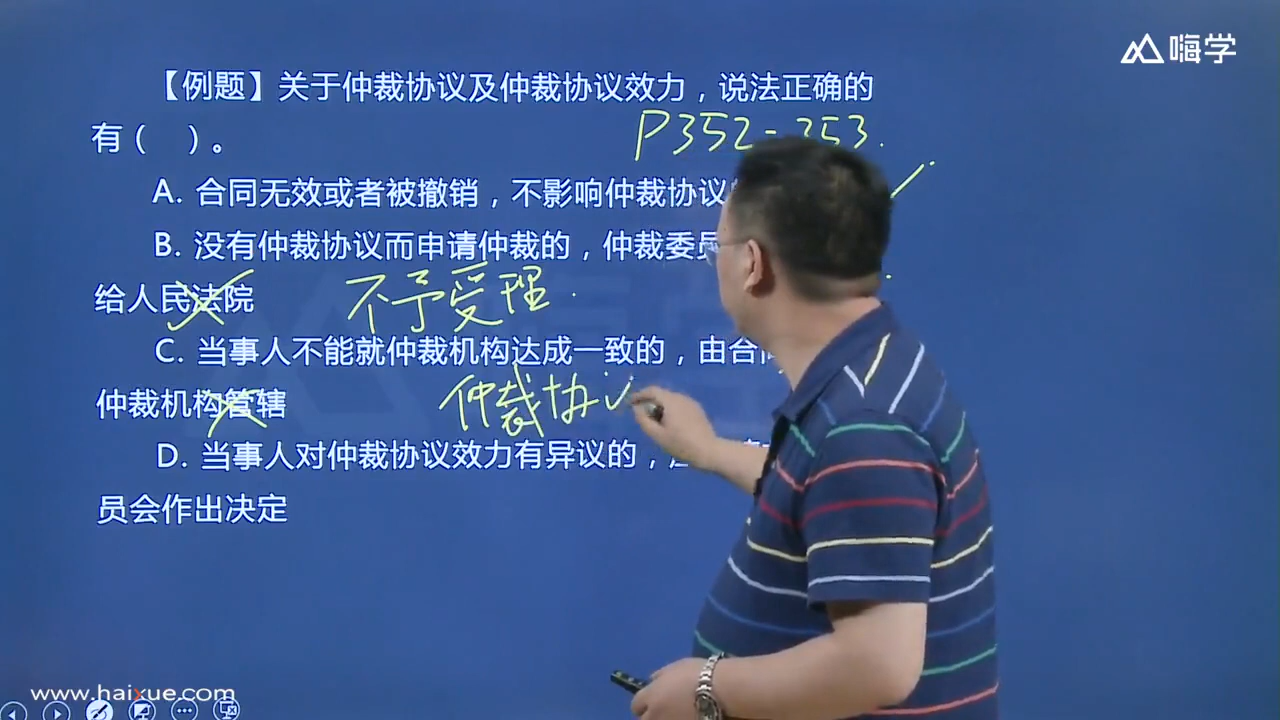 嗨学
【例题】关于仲裁协议及仲裁协议效力，说法正确的
有（ ）。
P352-353.
A. 合同无效或者被撤销，不影响仲裁协议
B. 没有仲裁协议而申请仲裁的，仲裁委员
给人民法院
不予受理.
C. 当事人不能就仲裁机构达成一致的，由合同
仲裁机构管辖
仲裁协
D. 当事人对仲裁协议效力有异议的，
员会作出决定
www.haixue.com